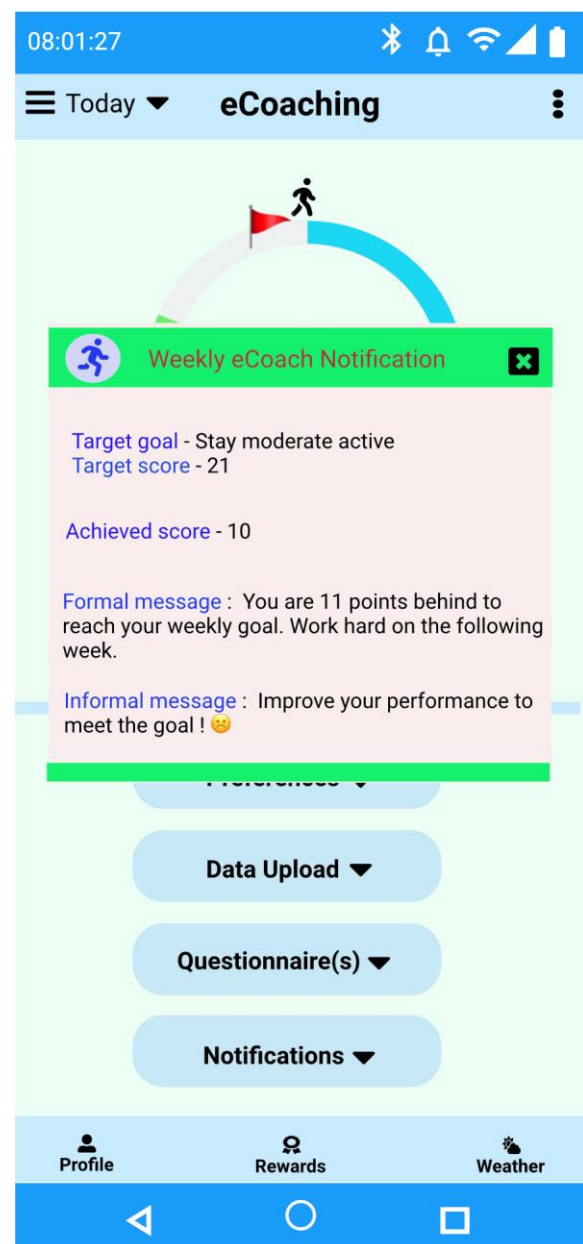 08:01:27
Today
eCoaching
Weekly eCoach Notification
Target goal - Stay moderate active
Target score - 21
Achieved score - 10
Formal message : You are 11 points behind to
reach your weekly goal. Work hard on the following
week.
Informal message : Improve your performance to
meet the goal ! ☹️
Data Upload
Questionnaire(s)
Notifications
Profile
Rewards
Weather